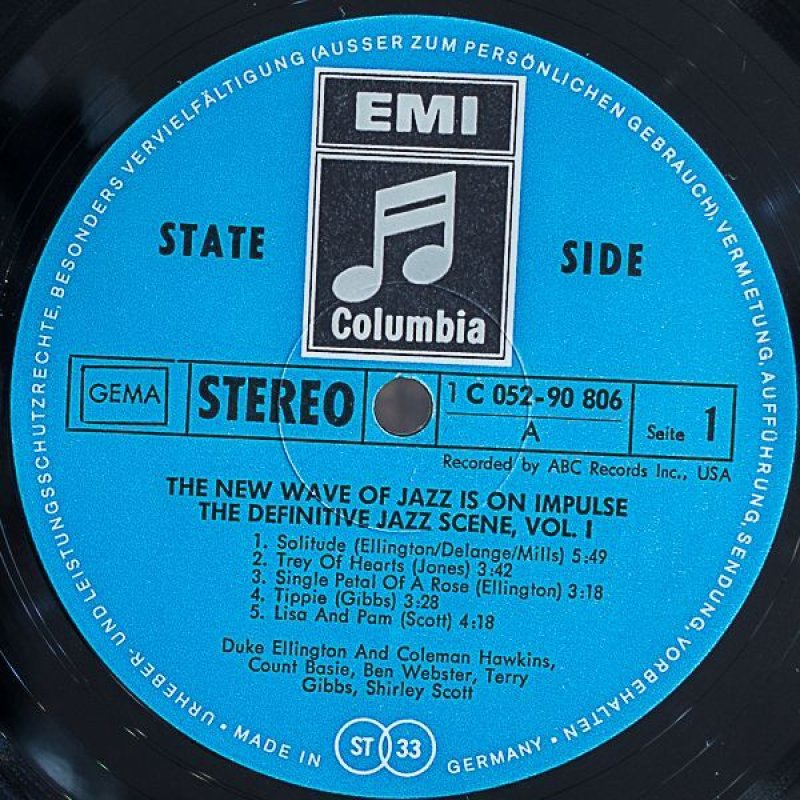 URHEBER- UND LEISTUNGSSCHUTZRECHTE, BESONDERS VERVIELFÄLTIGUNG (AUSSER ZUM PERSÖNLICHEN GEBRAUCH), VERMIETUNG, AUFFÜHRUNG, SENDUNG, VORBEHALTEN •
EMI
STATE SIDE
Columbia
GEMA STEREO 1 C 052-90 806
A
Seite 1
Recorded by ABC Records Inc., USA
THE NEW WAVE OF JAZZ IS ON IMPULSE
THE DEFINITIVE JAZZ SCENE, VOL. I
1. Solitude (Ellington/Delange/Mills) 5:49
2. Trey Of Hearts (Jones) 3:42
3. Single Petal Of A Rose (Ellington) 3:18
4. Tippie (Gibbs) 3:28
5. Lisa And Pam (Scott) 4:18
Duke Ellington And Coleman Hawkins,
Count Basie, Ben Webster, Terry
Gibbs, Shirley Scott
• MADE IN ST 33 GERMANY •